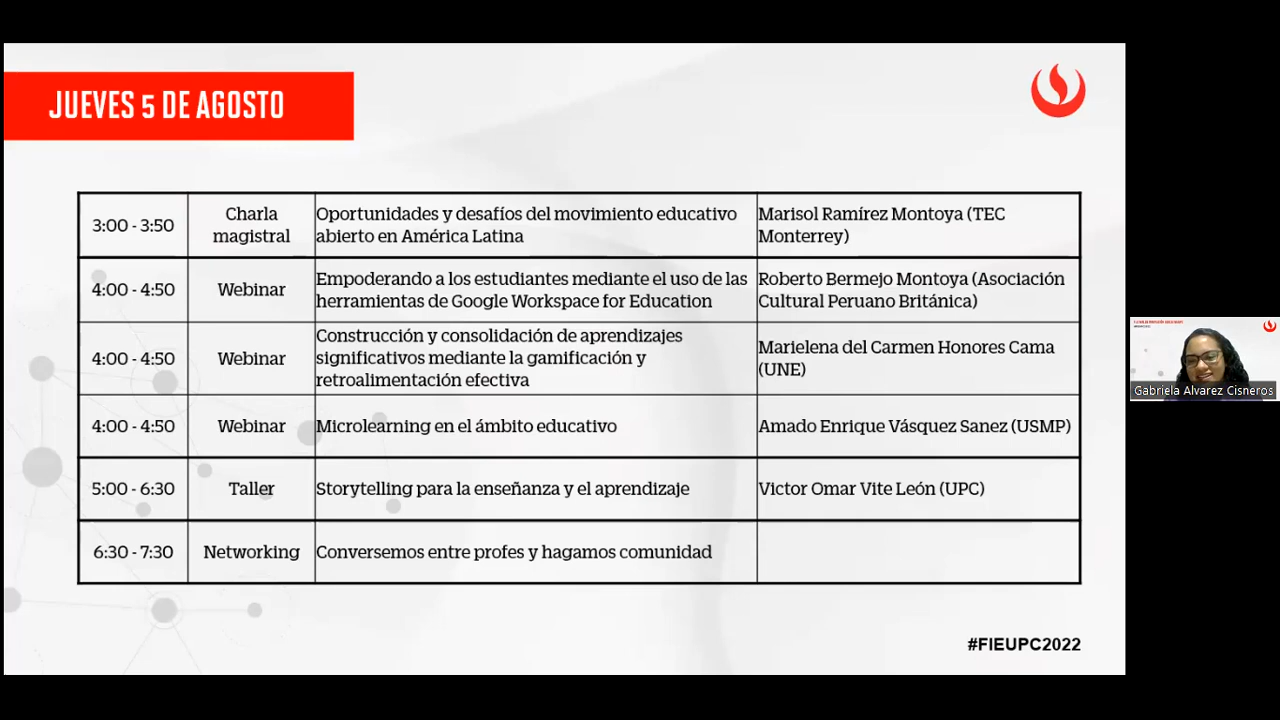 JUEVES 5 DE AGOSTO
3:00 - 3:50
Charla
magistral
Oportunidades y desafíos del movimiento educativo
abierto en América Latina
Marisol Ramírez Montoya (TEC
Monterrey)
4:00 - 4:50
Webinar
Empoderando a los estudiantes mediante el uso de las
herramientas de Google Workspace for Education
Roberto Bermejo Montoya (Asociación
Cultural Peruano Británica)
4:00 - 4:50
Webinar
Construcción y consolidación de aprendizajes
significativos mediante la gamificación y
retroalimentación efectiva
Marielena del Carmen Honores Cama
(UNE)
4:00 - 4:50
Webinar
Microlearning en el ámbito educativo
Amado Enrique Vásquez Sanez (USMP)
5:00 - 6:30
Taller
Storytelling para la enseñanza y el aprendizaje
Victor Omar Vite León (UPC)
6:30 - 7:30
Networking
Conversemos entre profes y hagamos comunidad
#FIEUPC2022
Gabriela Alvarez Cisneros